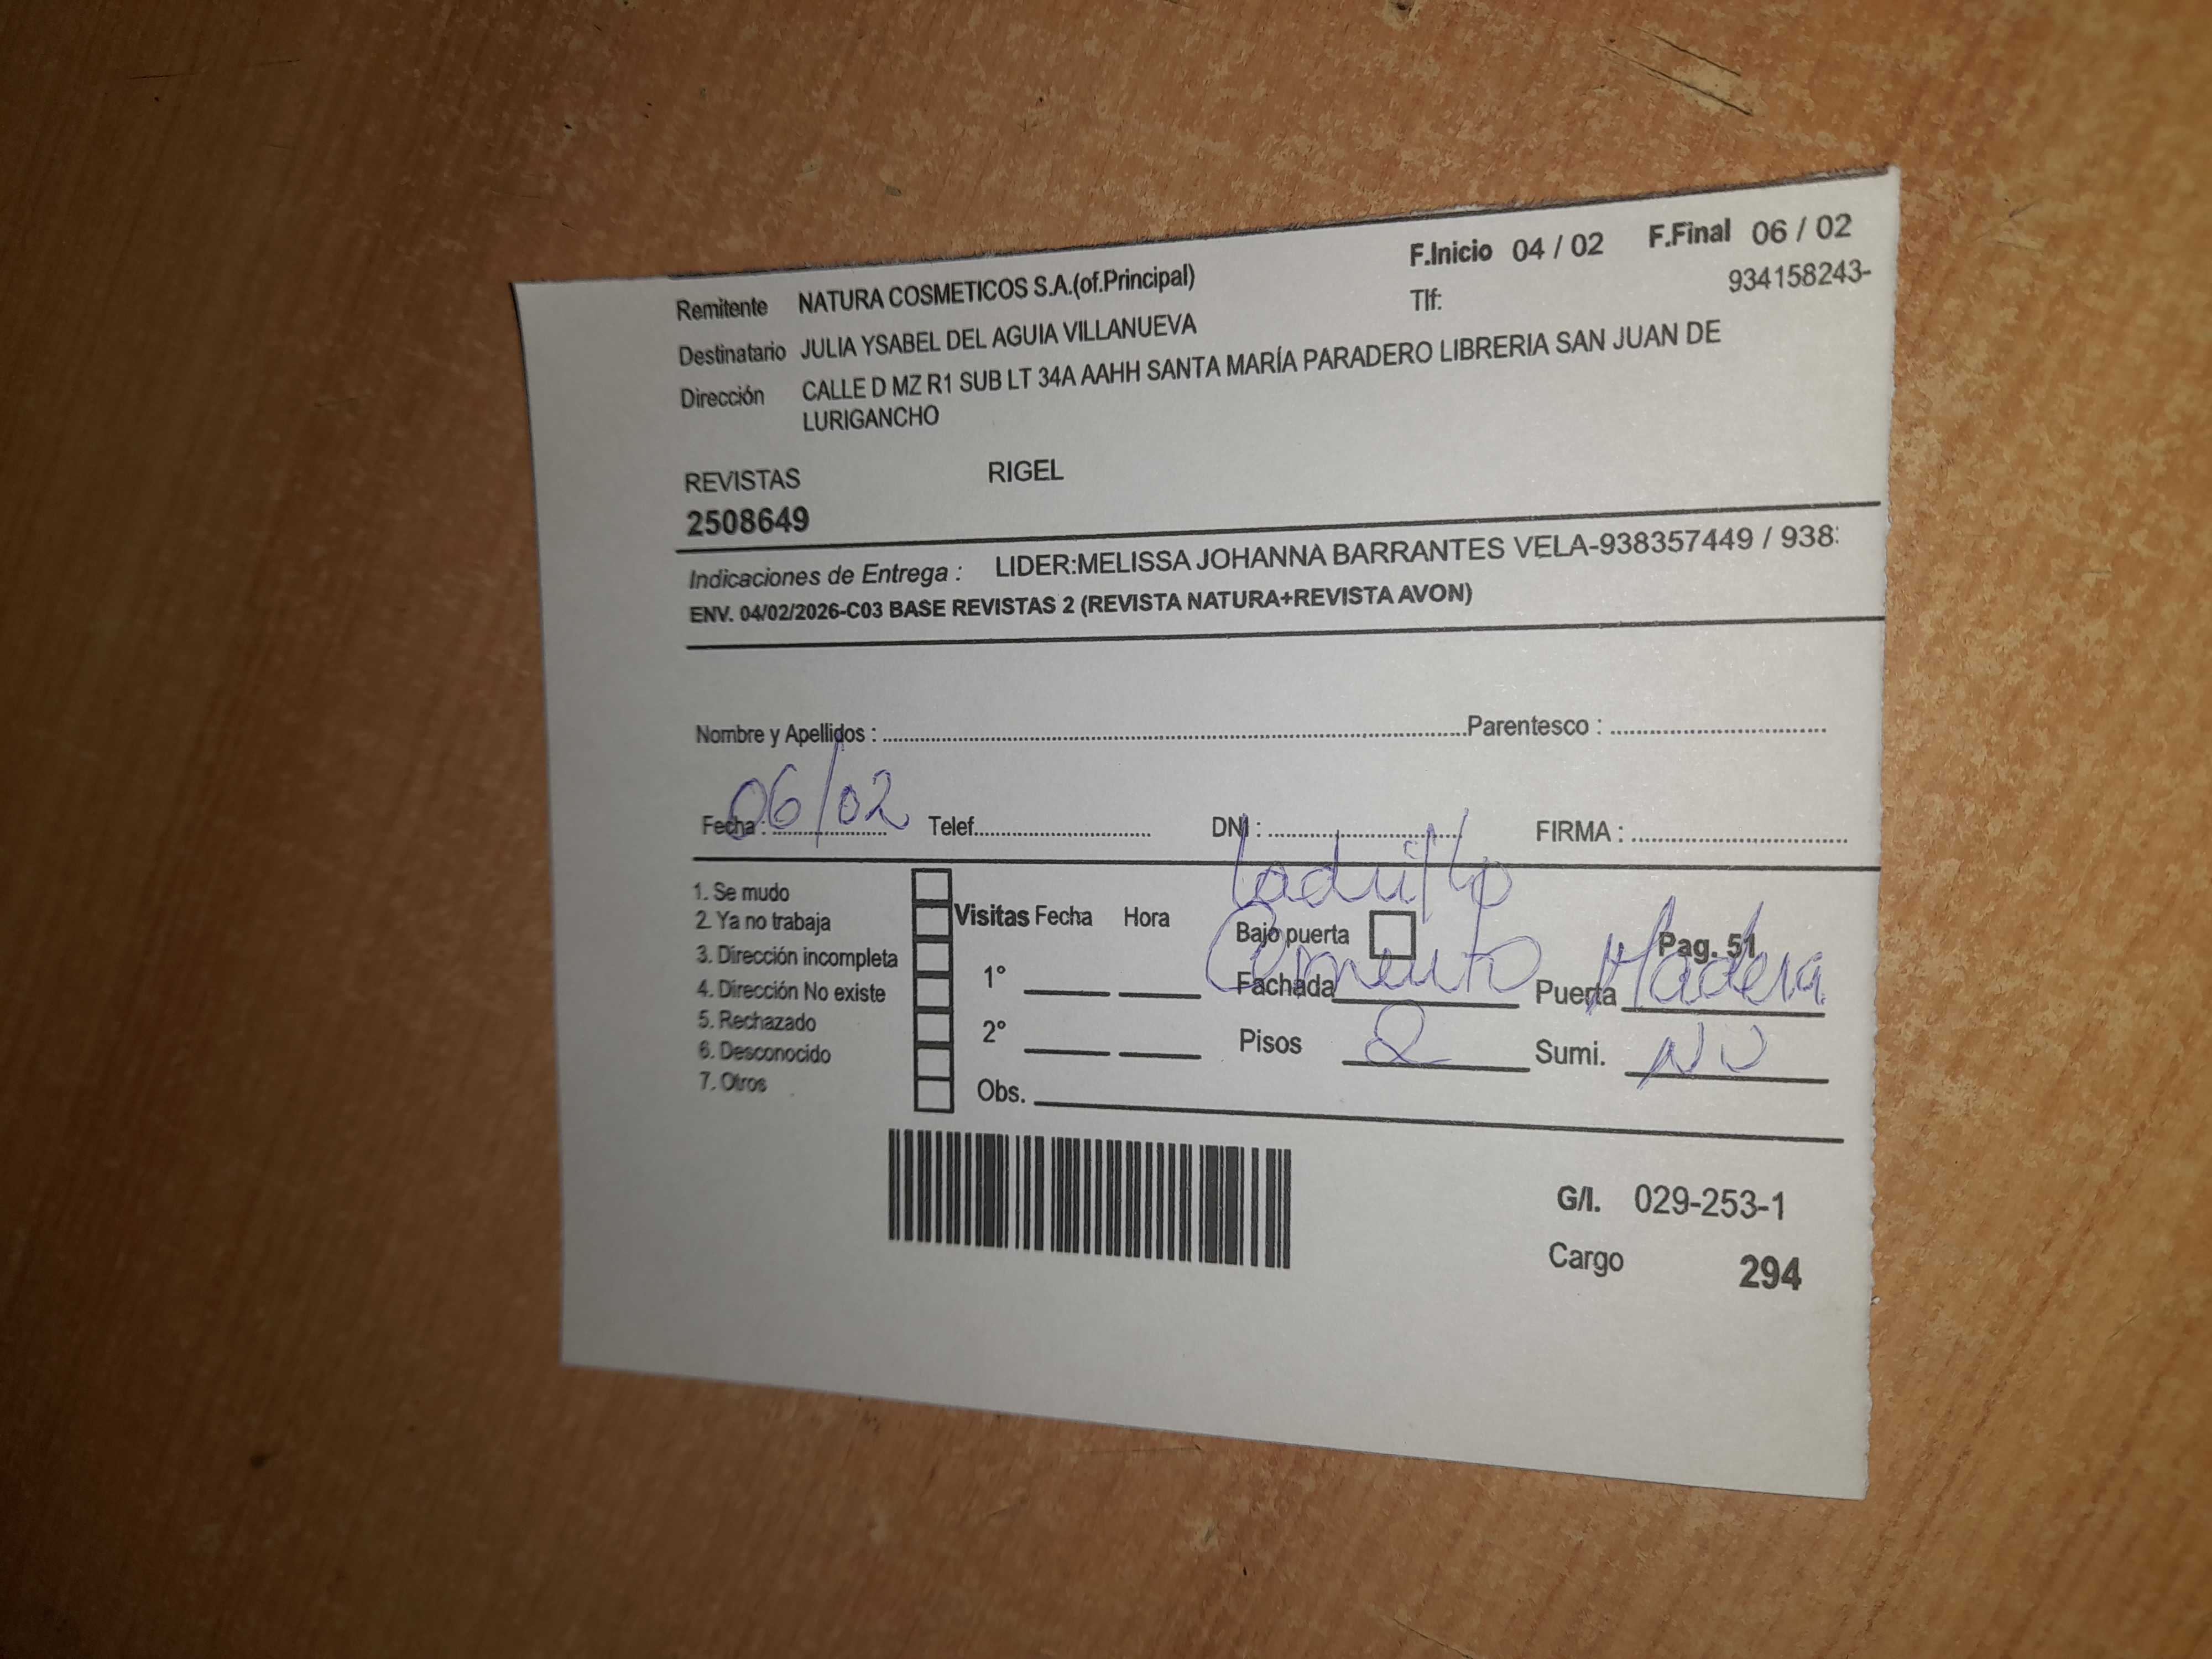 F.Inicio 04 / 02 F.Final 06 / 02
Remitente NATURA COSMETICOS S.A.(of.Principal) Tlf: 934158243-
Destinatario JULIA YSABEL DEL AGUIA VILLANUEVA
Dirección CALLE D MZ R1 SUB LT 34A AAHH SANTA MARÍA PARADERO LIBRERIA SAN JUAN DE
LURIGANCHO
REVISTAS RIGEL
2508649
Indicaciones de Entrega : LIDER:MELISSA JOHANNA BARRANTES VELA-938357449 / 938
ENV. 04/02/2026-C03 BASE REVISTAS 2 (REVISTA NATURA+REVISTA AVON)
Nombre y Apellidos : Parentesco :
Fecha : 06/02 Telef. DNI : FIRMA :
Ladrillo
1. Se mudo
2. Ya no trabaja
3. Dirección incompleta
4. Dirección No existe
5. Rechazado
6. Desconocido
7. Otros
Visitas Fecha Hora
1°
2°
Obs.
Bajo puerta Pag. 51
Fachada Cemento Puerta Madera
Pisos 2 Sumi. NO
G/I. 029-253-1
Cargo 294